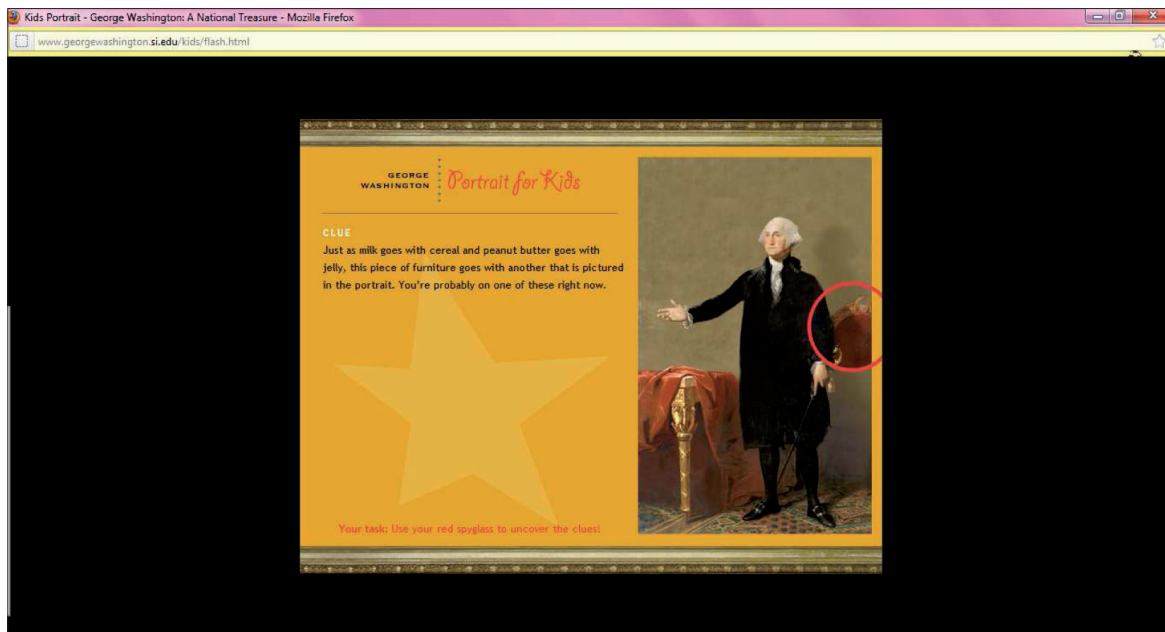 Kids Portrait - George Washington: A National Treasure - Mozilla Firefox
www.georgewashington.si.edu/kids/flash.html
GEORGE
WASHINGTON
Portrait for Kids
CLUE
Just as milk goes with cereal and peanut butter goes with
jelly, this piece of furniture goes with another that is pictured
in the portrait. You're probably on one of these right now.
Your task: Use your red spyglass to uncover the clues!